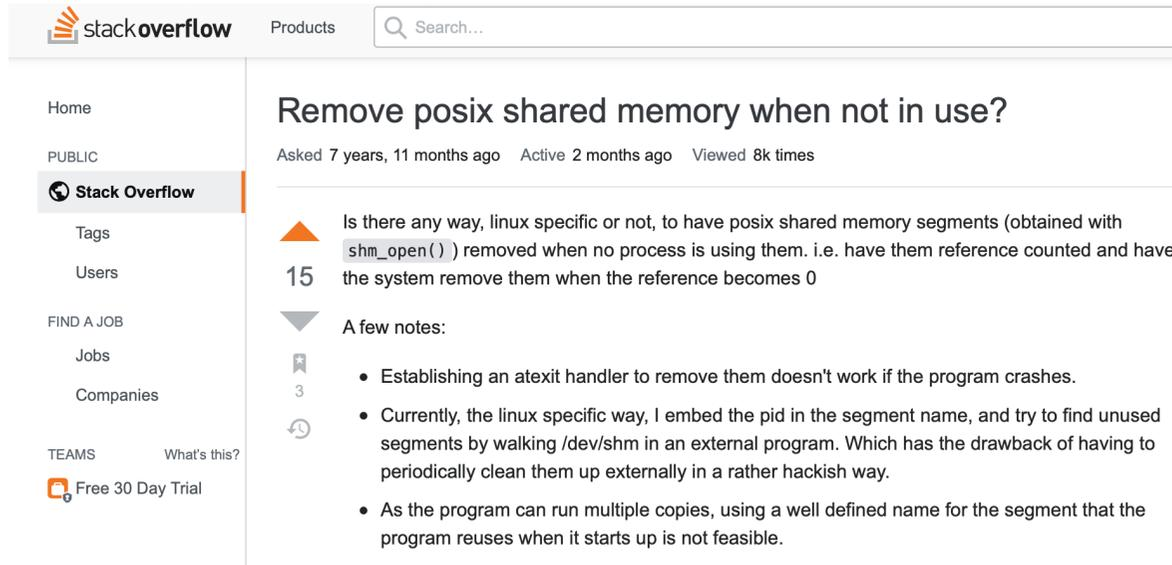 stackoverflow
Products
Search...
Home
PUBLIC
Stack Overflow
Tags
Users
FIND A JOB
Jobs
Companies
TEAMS
What's this?
Free 30 Day Trial
Remove posix shared memory when not in use?
Asked 7 years, 11 months ago Active 2 months ago Viewed 8k times
15
3
Is there any way, linux specific or not, to have posix shared memory segments (obtained with
shm_open() ) removed when no process is using them. i.e. have them reference counted and have
the system remove them when the reference becomes 0
A few notes:
• Establishing an atexit handler to remove them doesn't work if the program crashes.
• Currently, the linux specific way, I embed the pid in the segment name, and try to find unused
segments by walking /dev/shm in an external program. Which has the drawback of having to
periodically clean them up externally in a rather hackish way.
• As the program can run multiple copies, using a well defined name for the segment that the
program reuses when it starts up is not feasible.